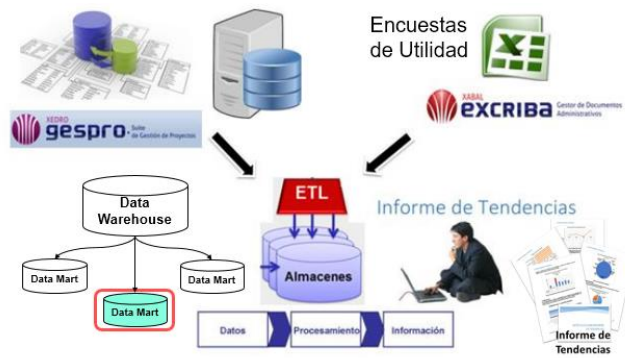 Encuestas
de Utilidad
XEDRO
gespro.
Suite
de Gestión de Proyectos
XABAL
excriba
Gestor de Documentos
Administrativos
ETL
Almacenes
Data
Warehouse
Data Mart
Data Mart
Data Mart
Informe de Tendencias
Datos
Procesamiento
Información
Informe de
Tendencias